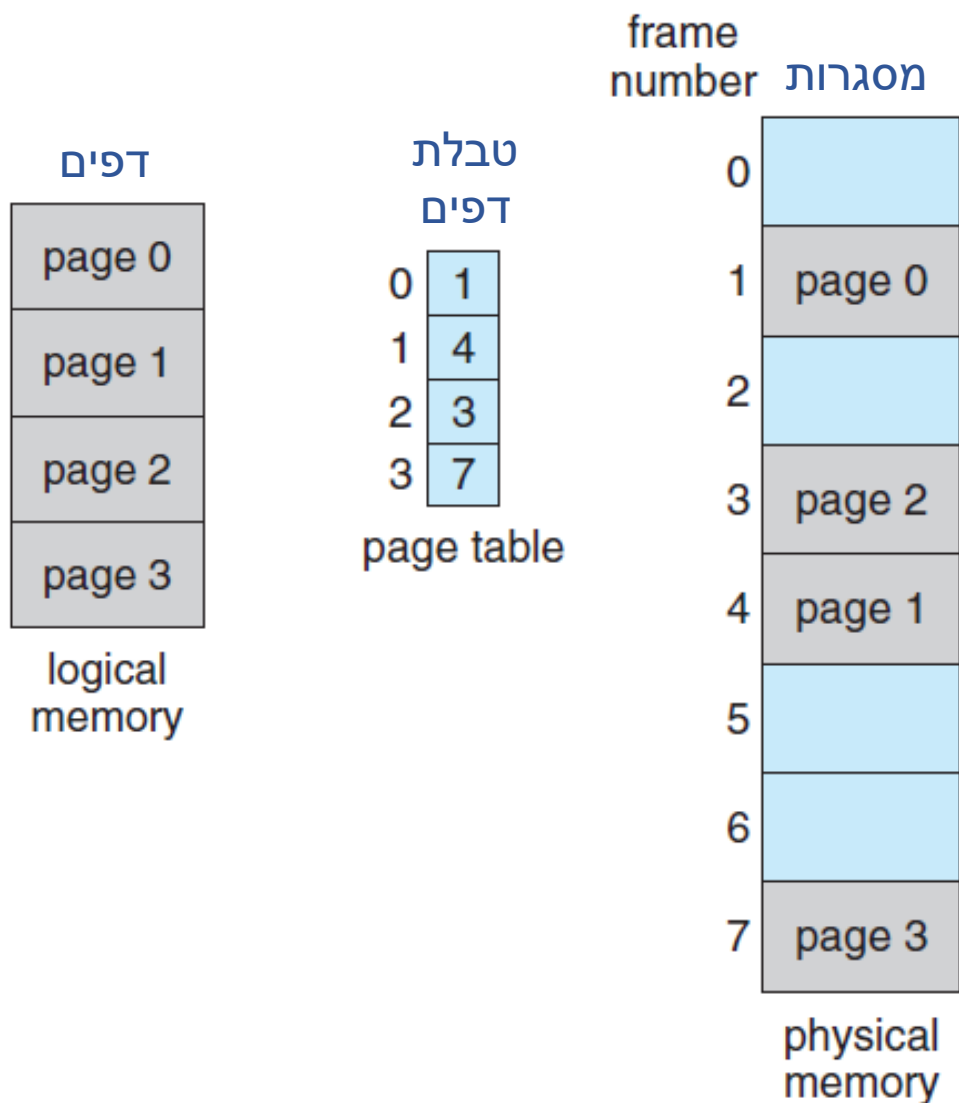 דפים
page 0
page 1
page 2
page 3
logical
memory
טבלת
דפים
0 1
1 4
2 3
3 7
page table
frame
number
מסגרות
0
1 page 0
2
3 page 2
4 page 1
5
6
7 page 3
physical
memory